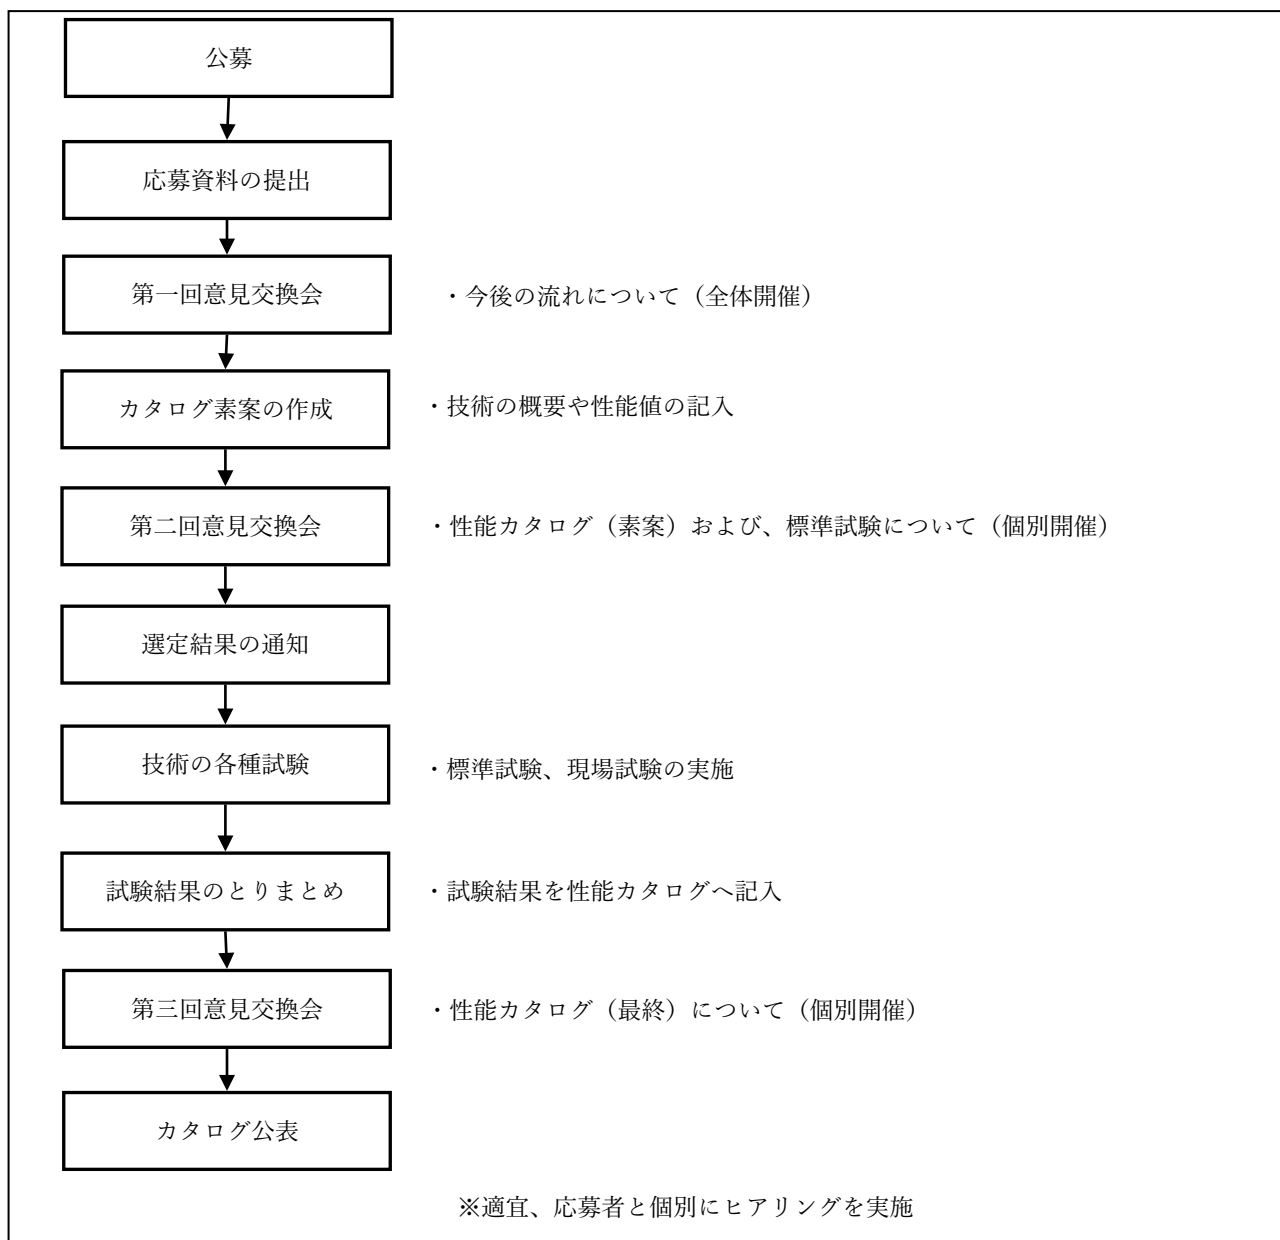 公募
応募資料の提出
第一回意見交換会
・今後の流れについて（全体開催）
カタログ素案の作成
・技術の概要や性能値の記入
第二回意見交換会
・性能カタログ（素案）および、標準試験について（個別開催）
選定結果の通知
技術の各種試験
・標準試験、現場試験の実施
試験結果のとりまとめ
・試験結果を性能カタログへ記入
第三回意見交換会
・性能カタログ（最終）について（個別開催）
カタログ公表
※適宜、応募者と個別にヒアリングを実施